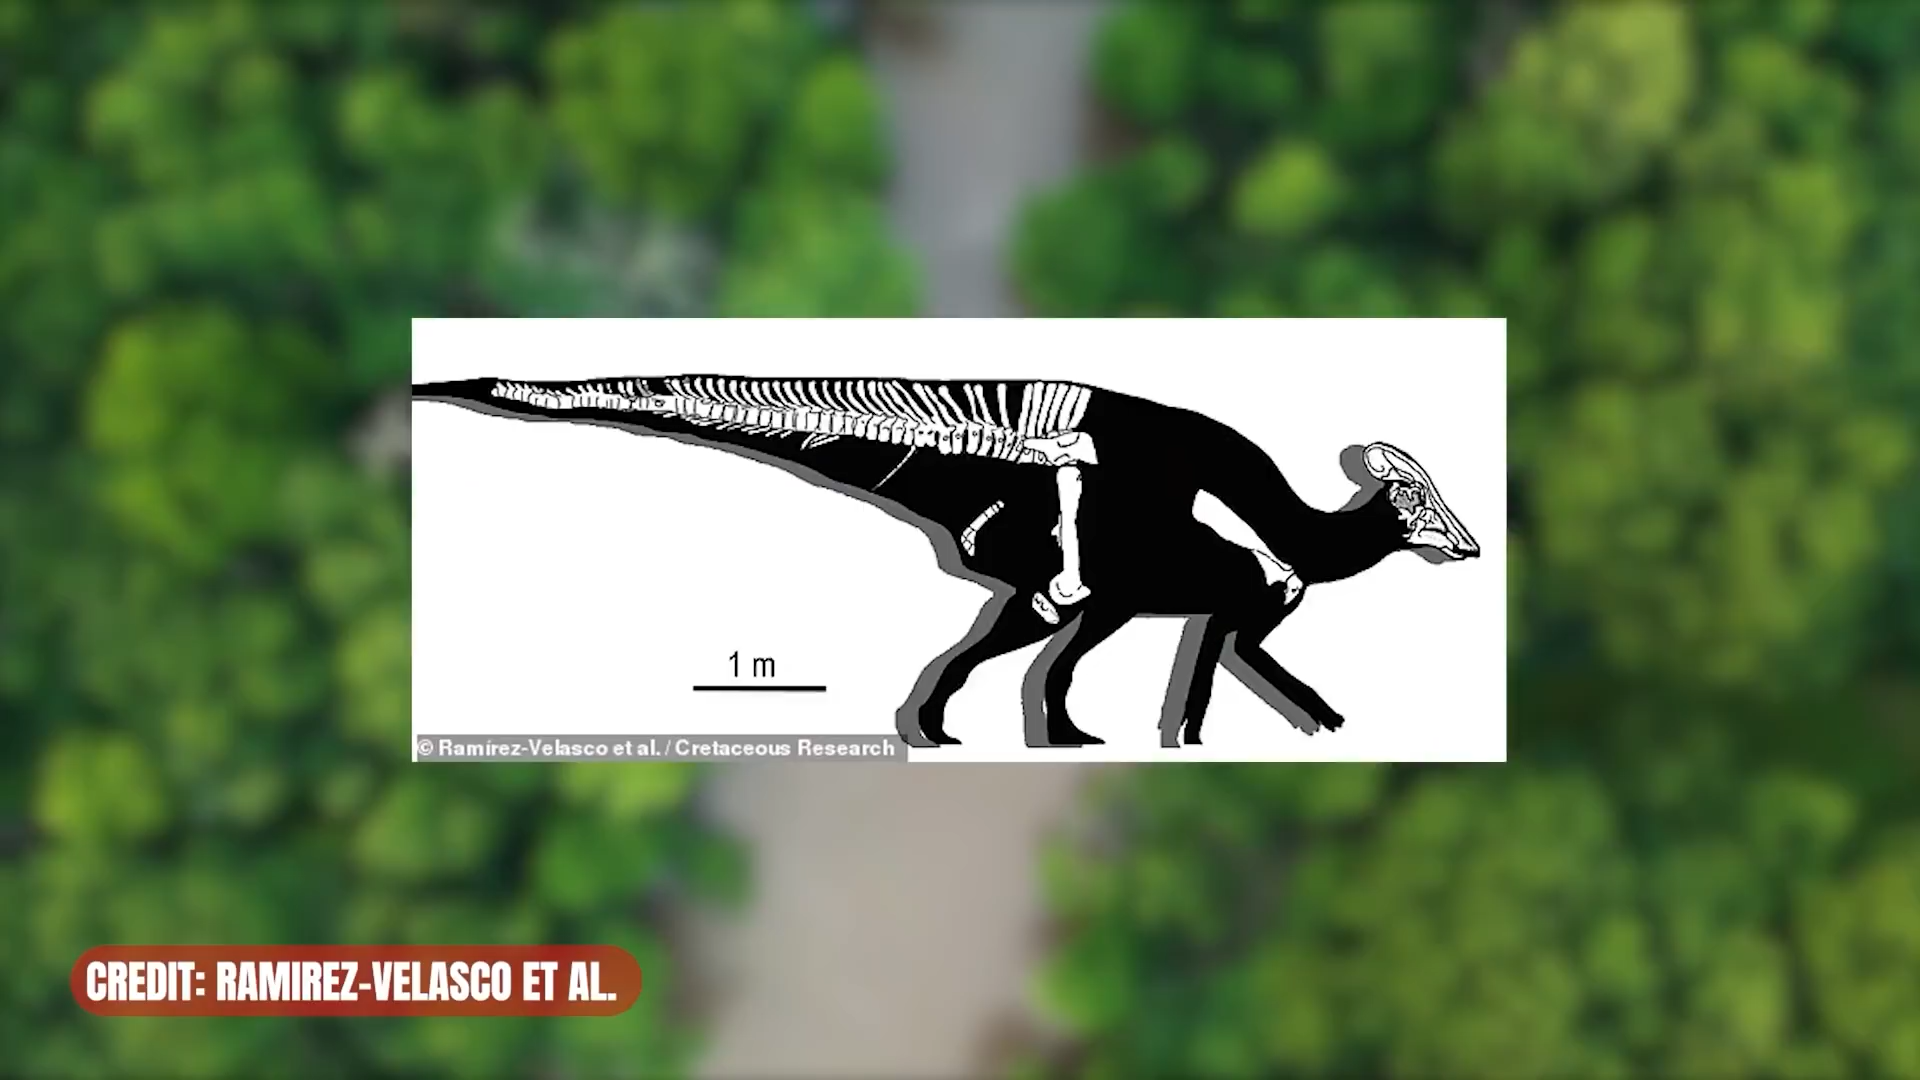 1 m
© Ramírez-Velasco et al. / Cretaceous Research
CREDIT: RAMIREZ-VELASCO ET AL.